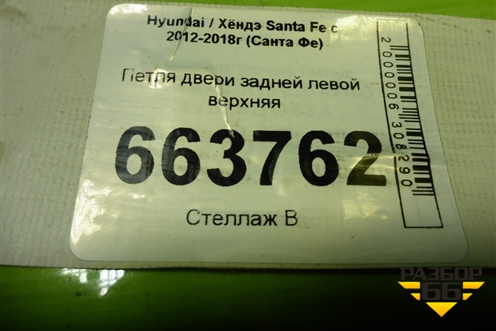 Hyundai / Хёндэ Santa Fe с
2012-2018г (Санта Фе)
Петля двери задней левой
верхняя
663762
Стеллаж В
2000006308290
РАЗБОР
66